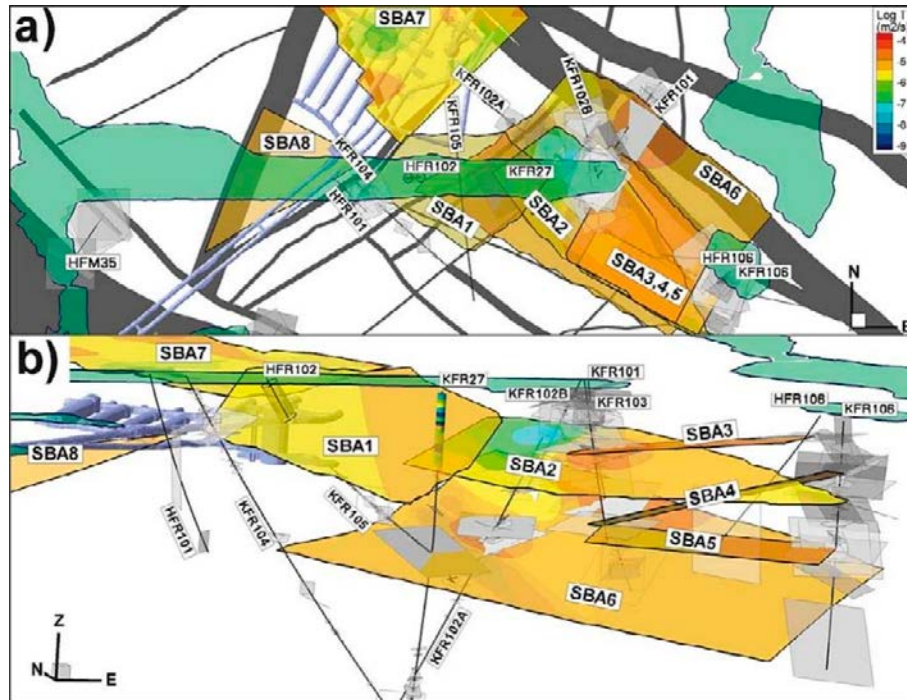 a)
SBA7
Log T
(m2/s)
-4
-5
-6
-7
-8
-9
KFR102A
KFR102B
KFR101
KFR105
SBA8
KFR104
HFR102
KFR27
HFR101
SBA1
SBA2
SBA6
HFM35
SBA3,4,5
HFR106
KFR106
N
E
b)
SBA7
HFR102
KFR27
KFR101
KFR102B
KFR103
HFR106
KFR106
SBA8
SBA1
SBA2
SBA3
SBA4
KFR105
HFR101
KFR104
SBA5
SBA6
KFR102A
Z
N
E